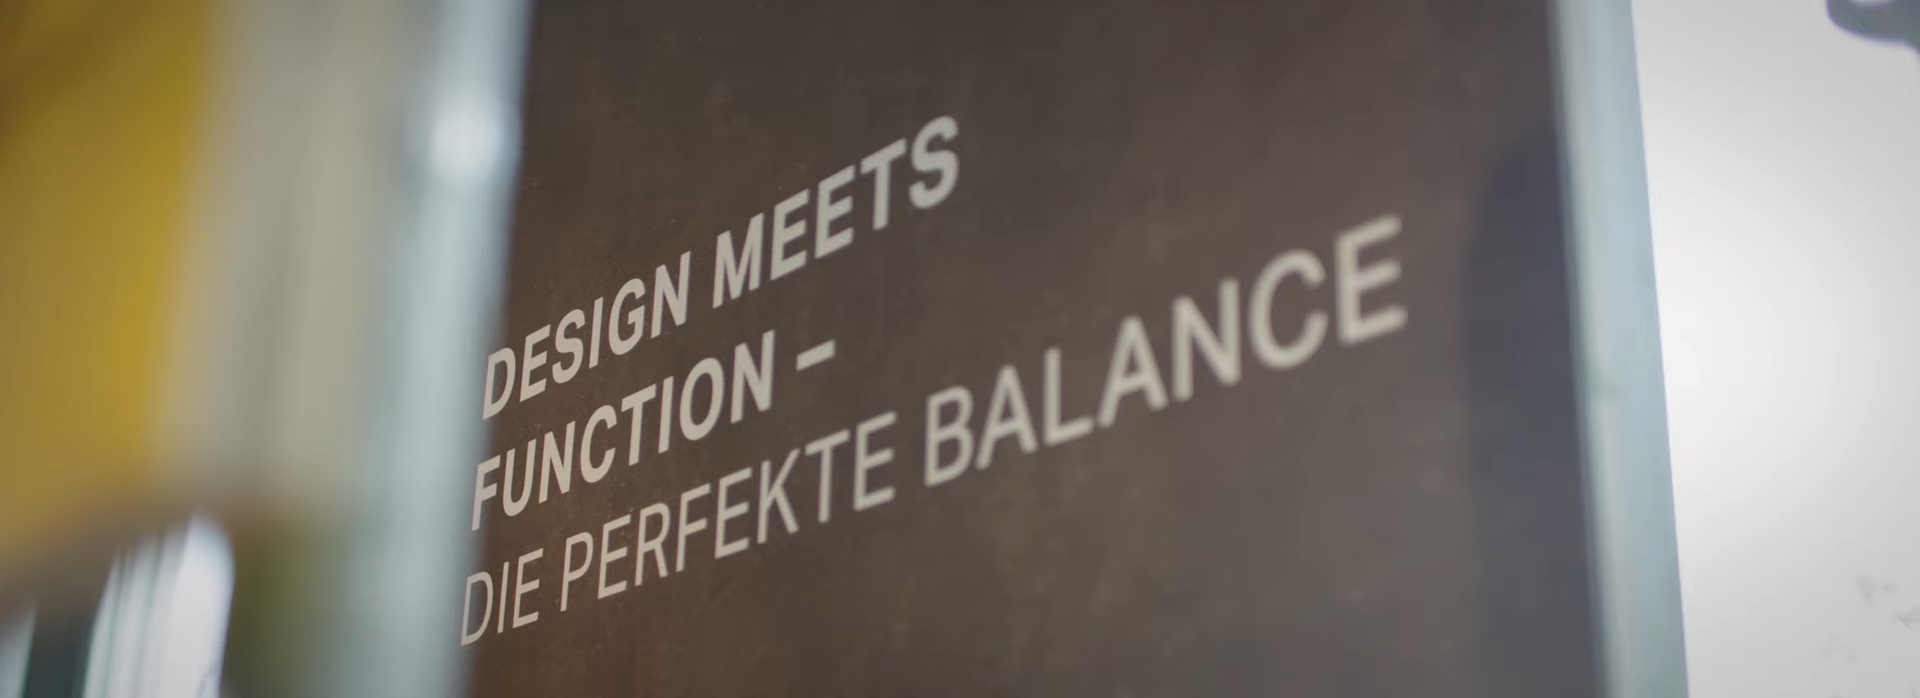 DESIGN MEETS
FUNCTION –
DIE PERFEKTE BALANCE